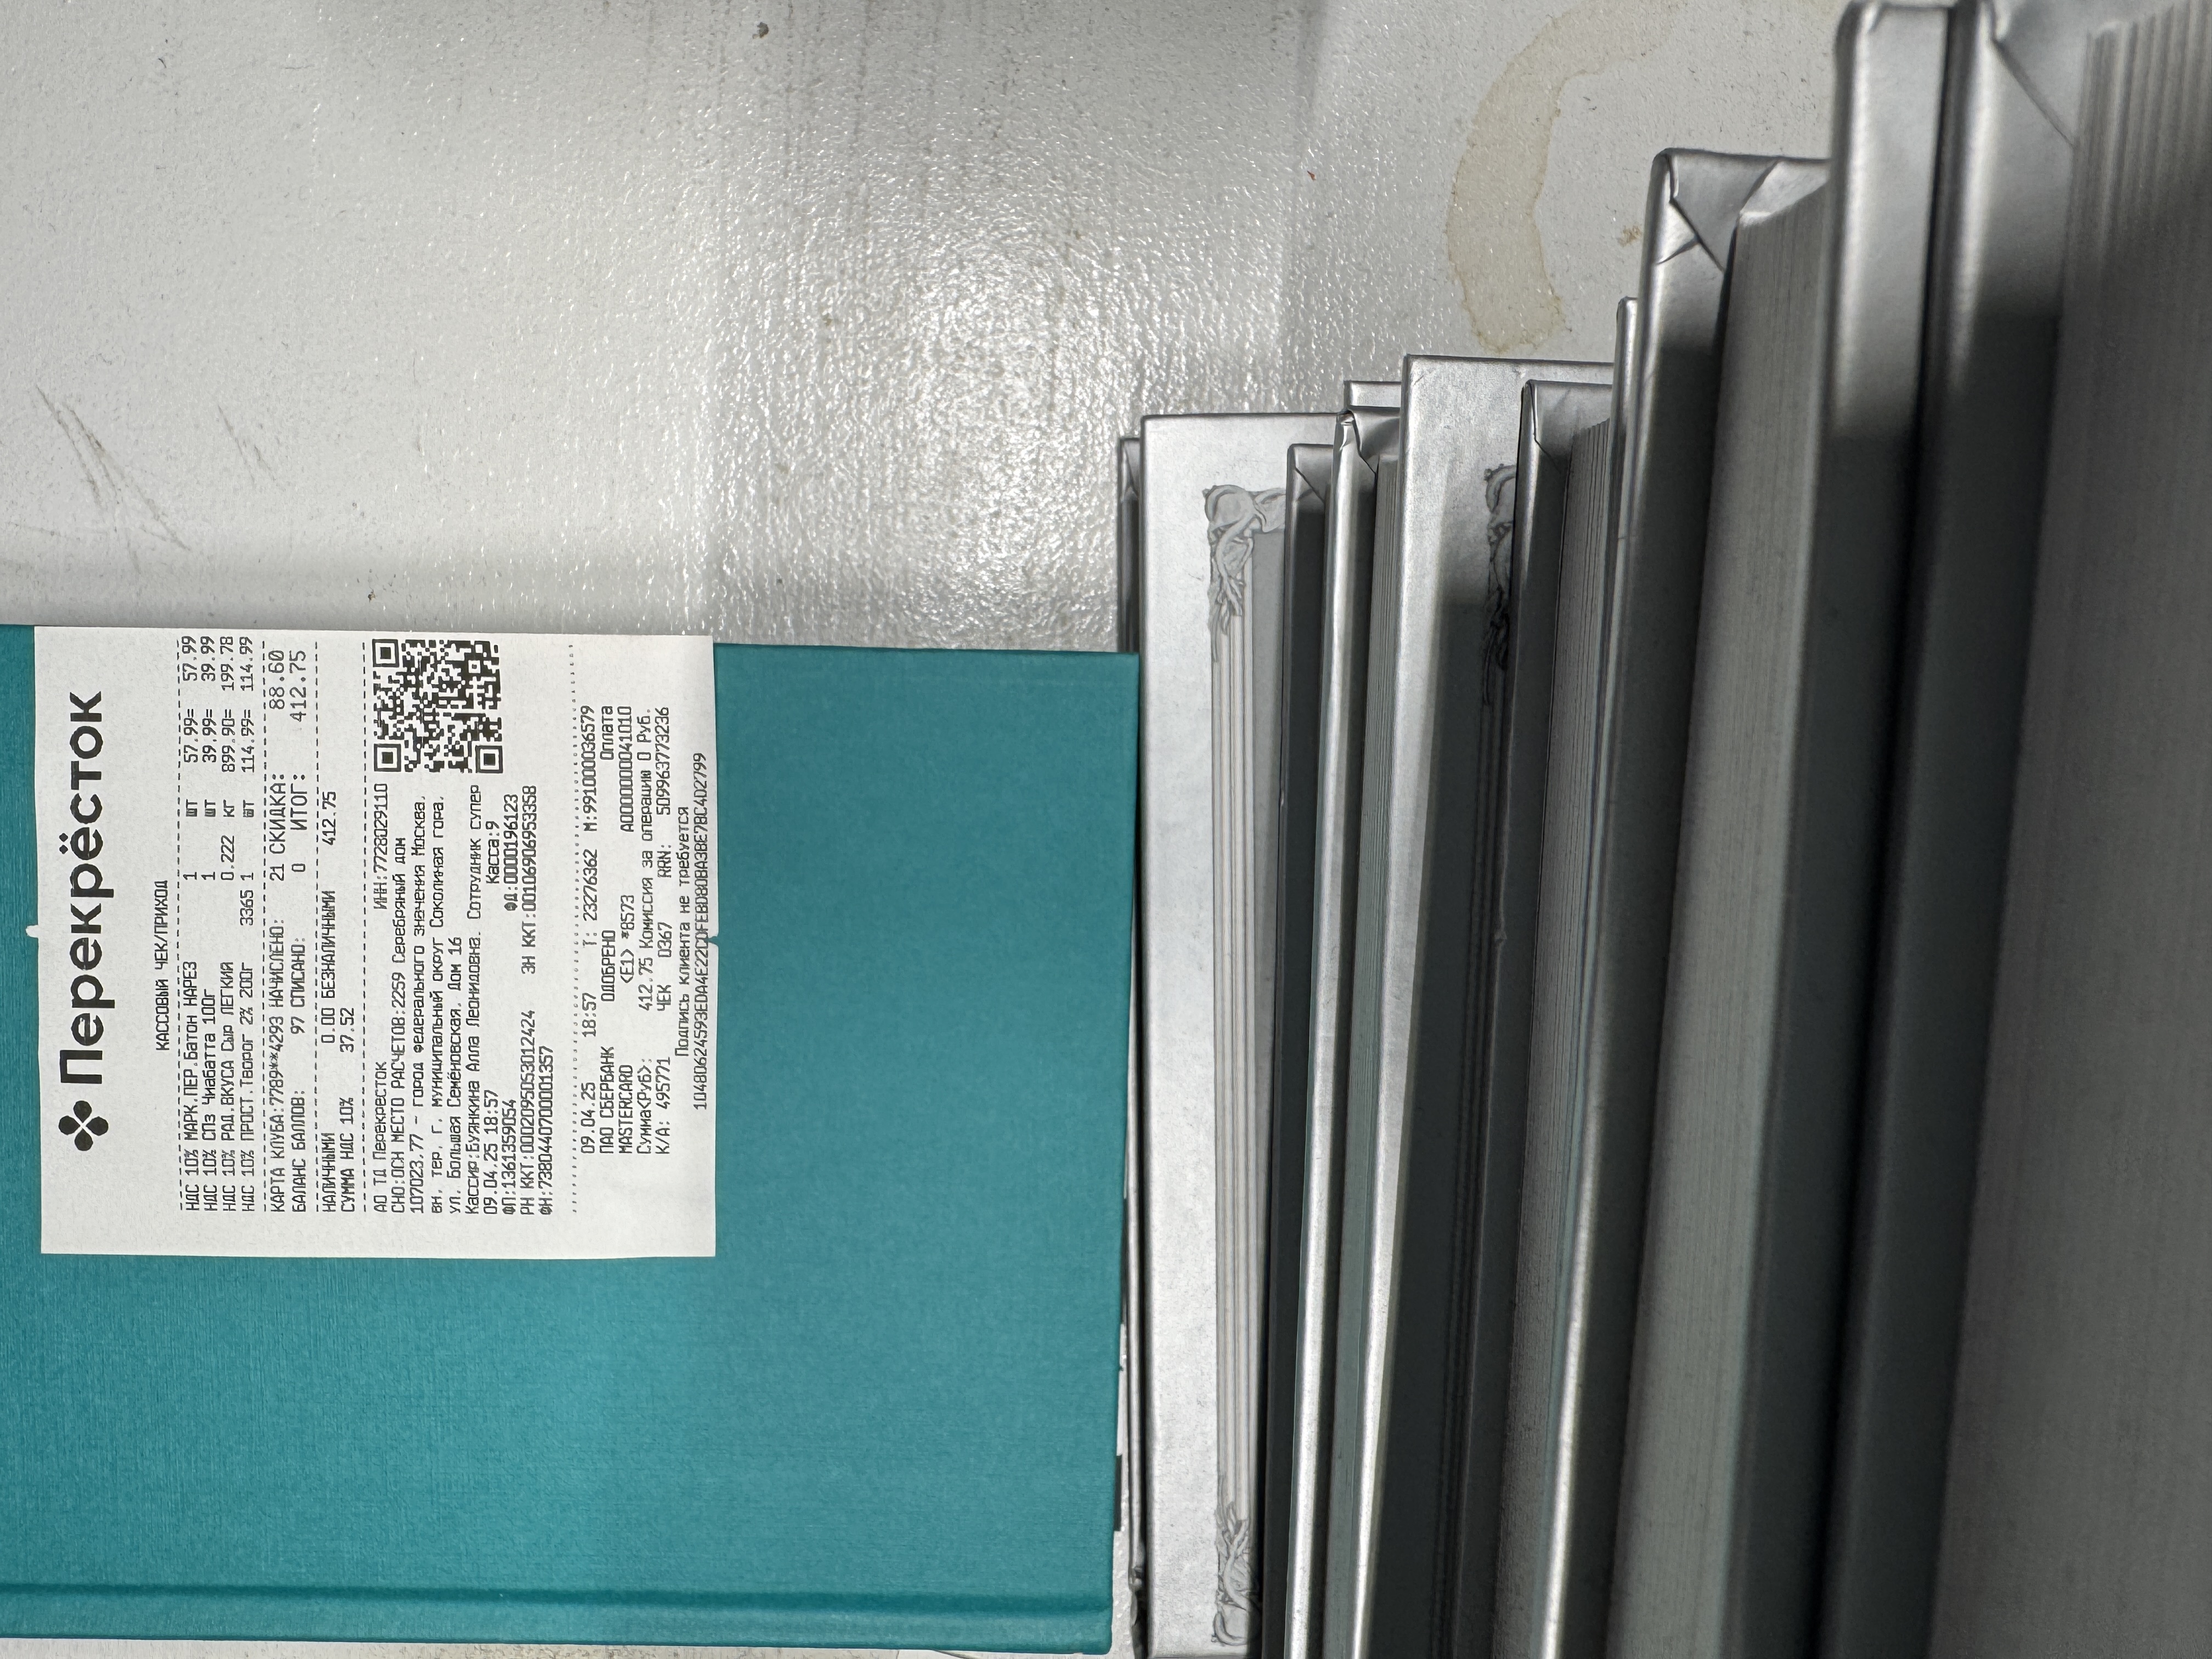 Перекрёсток
КАССОВЫЙ ЧЕК/ПРИХОД
НДС 10% МАРК.ПЕР.Батон НАРЕЗ 1 шт 57.99= 57.99
НДС 10% СПз Чиабатта 100г 1 шт 39.99= 39.99
НДС 10% РАД.ВКУСА Сыр ЛЕГКИЙ 0.222 кг 899.90= 199.78
НДС 10% ПРОСТ.Творог 2% 200г 3365 1 шт 114.99= 114.99
КАРТА КЛУБА:7789**4293 НАЧИСЛЕНО: 21 СКИДКА: 88.60
БАЛАНС БАЛЛОВ: 97 СПИСАНО: 0 ИТОГ: 412.75
НАЛИЧНЫМИ 0.00 БЕЗНАЛИЧНЫМИ 412.75
СУММА НДС 10% 37.52
АО ТД Перекресток ИНН:7728029110
СНО:ОСН МЕСТО РАСЧЕТОВ:2259 Серебряный дом
107023,77 - город федерального значения Москва,
вн. тер. г. муниципальный округ Соколиная гора,
ул. Большая Семёновская, Дом 16
Кассир:Буянкина Алла Леонидовна. Сотрудник супер
09.04.25 18:57 Касса:9
ФП:1361359054 ФД:0000196123
РН ККТ:0002095053012424 ЗН ККТ:00106906953358
ФН:7380440700001357
09.04.25 18:57 Т: 23276362 М:991000036579
ПАО СБЕРБАНК ОДОБРЕНО Оплата
MASTERCARD <E1> *8573 A0000000041010
Сумма<Руб>: 412.75 Комиссия за операцию 0 Руб.
К/А: 495771 ЧЕК 0367 RRN: 509963773236
Подпись клиента не требуется
1048D624593EDA4E22CDFEBD80BA3BE7BC4D2799